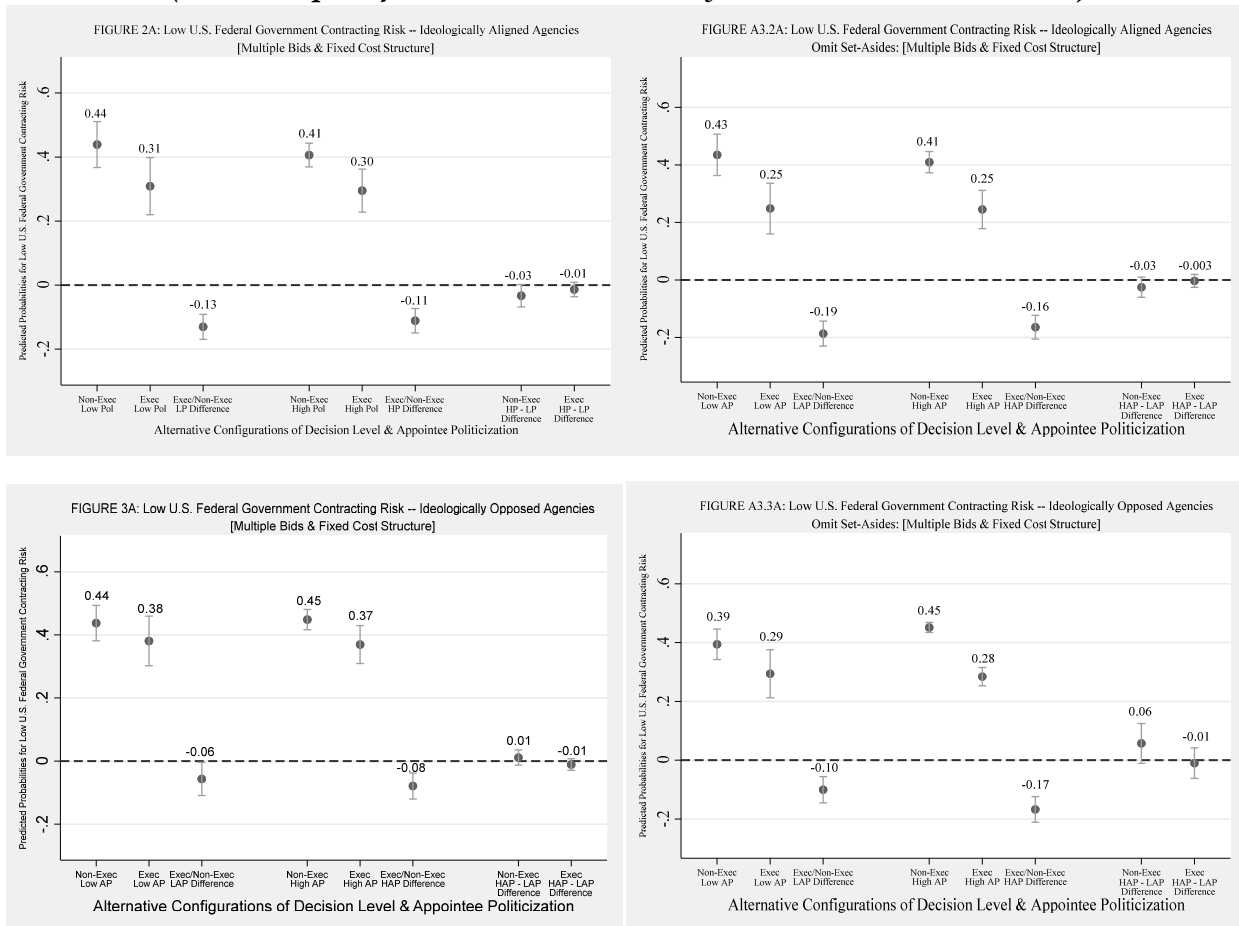 FIGURE 2A: Low U.S. Federal Government Contracting Risk -- Ideologically Aligned Agencies
[Multiple Bids & Fixed Cost Structure]
Predicted Probabilities for Low U.S. Federal Government Contracting Risk
.6
.4
.2
0
-.2
0.44
0.31
-0.13
0.41
0.30
-0.11
-0.03
-0.01
Non-Exec
Low Pol
Exec
Low Pol
Exec/Non-Exec
LP Difference
Non-Exec
High Pol
Exec
High Pol
Exec/Non-Exec
HP Difference
Non-Exec
HP - LP
Difference
Exec
HP - LP
Difference
Alternative Configurations of Decision Level & Appointee Politicization
FIGURE A3.2A: Low U.S. Federal Government Contracting Risk -- Ideologically Aligned Agencies
Omit Set-Asides: [Multiple Bids & Fixed Cost Structure]
Predicted Probabilities for Low U.S. Federal Government Contracting Risk
.6
.4
.2
0
-.2
0.43
0.25
-0.19
0.41
0.25
-0.16
-0.03
-0.003
Non-Exec
Low AP
Exec
Low AP
Exec/Non-Exec
LAP Difference
Non-Exec
High AP
Exec
High AP
Exec/Non-Exec
HAP Difference
Non-Exec
HAP - LAP
Difference
Exec
HAP - LAP
Difference
Alternative Configurations of Decision Level & Appointee Politicization
FIGURE 3A: Low U.S. Federal Government Contracting Risk -- Ideologically Opposed Agencies
[Multiple Bids & Fixed Cost Structure]
Predicted Probabilities for Low U.S. Federal Government Contracting Risk
.6
.4
.2
0
-.2
0.44
0.38
-0.06
0.45
0.37
-0.08
0.01
-0.01
Non-Exec
Low AP
Exec
Low AP
Exec/Non-Exec
LAP Difference
Non-Exec
High AP
Exec
High AP
Exec/Non-Exec
HAP Difference
Non-Exec
HAP - LAP
Difference
Exec
HAP - LAP
Difference
Alternative Configurations of Decision Level & Appointee Politicization
FIGURE A3.3A: Low U.S. Federal Government Contracting Risk -- Ideologically Opposed Agencies
Omit Set-Asides: [Multiple Bids & Fixed Cost Structure]
Predicted Probabilities for Low U.S. Federal Government Contracting Risk
.6
.4
.2
0
-.2
0.39
0.29
-0.10
0.45
0.28
-0.17
0.06
-0.01
Non-Exec
Low AP
Exec
Low AP
Exec/Non-Exec
LAP Difference
Non-Exec
High AP
Exec
High AP
Exec/Non-Exec
HAP Difference
Non-Exec
HAP - LAP
Difference
Exec
HAP - LAP
Difference
Alternative Configurations of Decision Level & Appointee Politicization